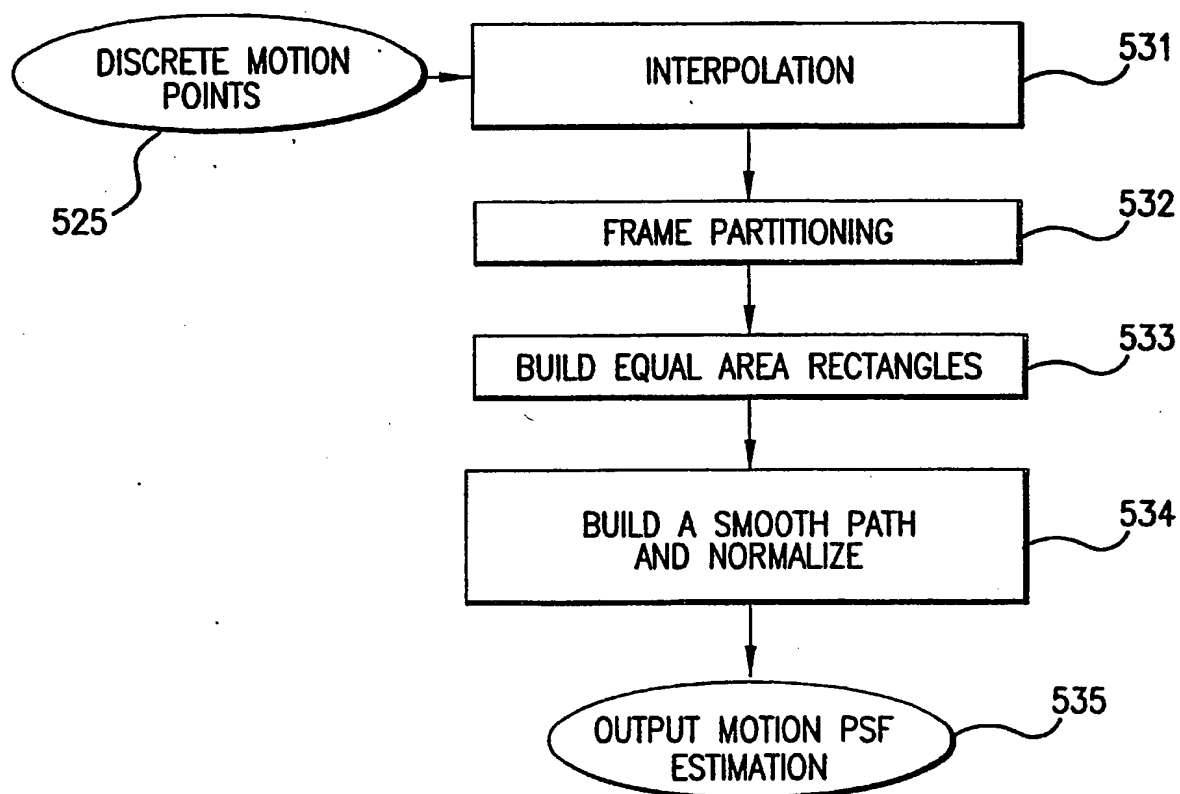 DISCRETE MOTION
POINTS
525
INTERPOLATION
531
FRAME PARTITIONING
532
BUILD EQUAL AREA RECTANGLES
533
BUILD A SMOOTH PATH
AND NORMALIZE
534
OUTPUT MOTION PSF
ESTIMATION
535